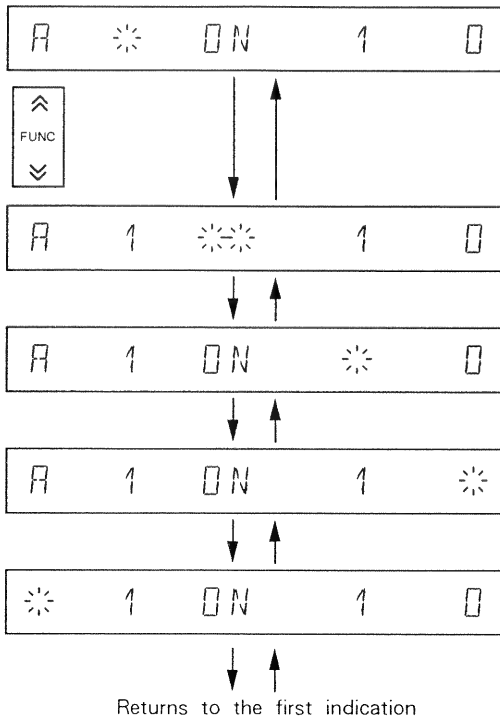 A ON 1 0
FUNC
A 1 - 1 0
A 1 ON 0
A 1 ON 1
1 ON 1 0
Returns to the first indication